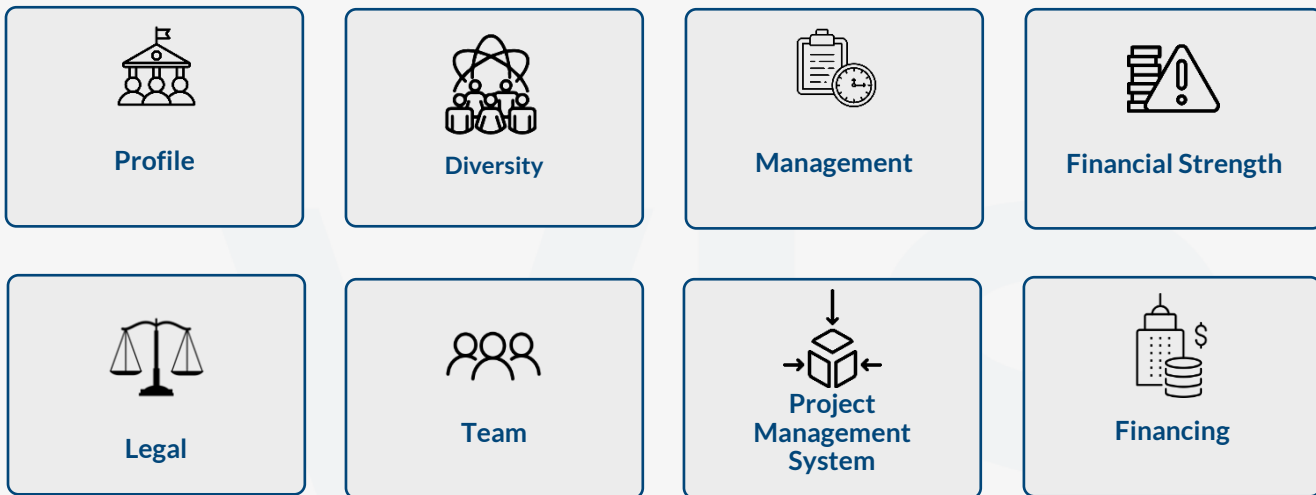 Profile
Diversity
Management
Financial Strength
Legal
Team
Project
Management
System
$
Financing